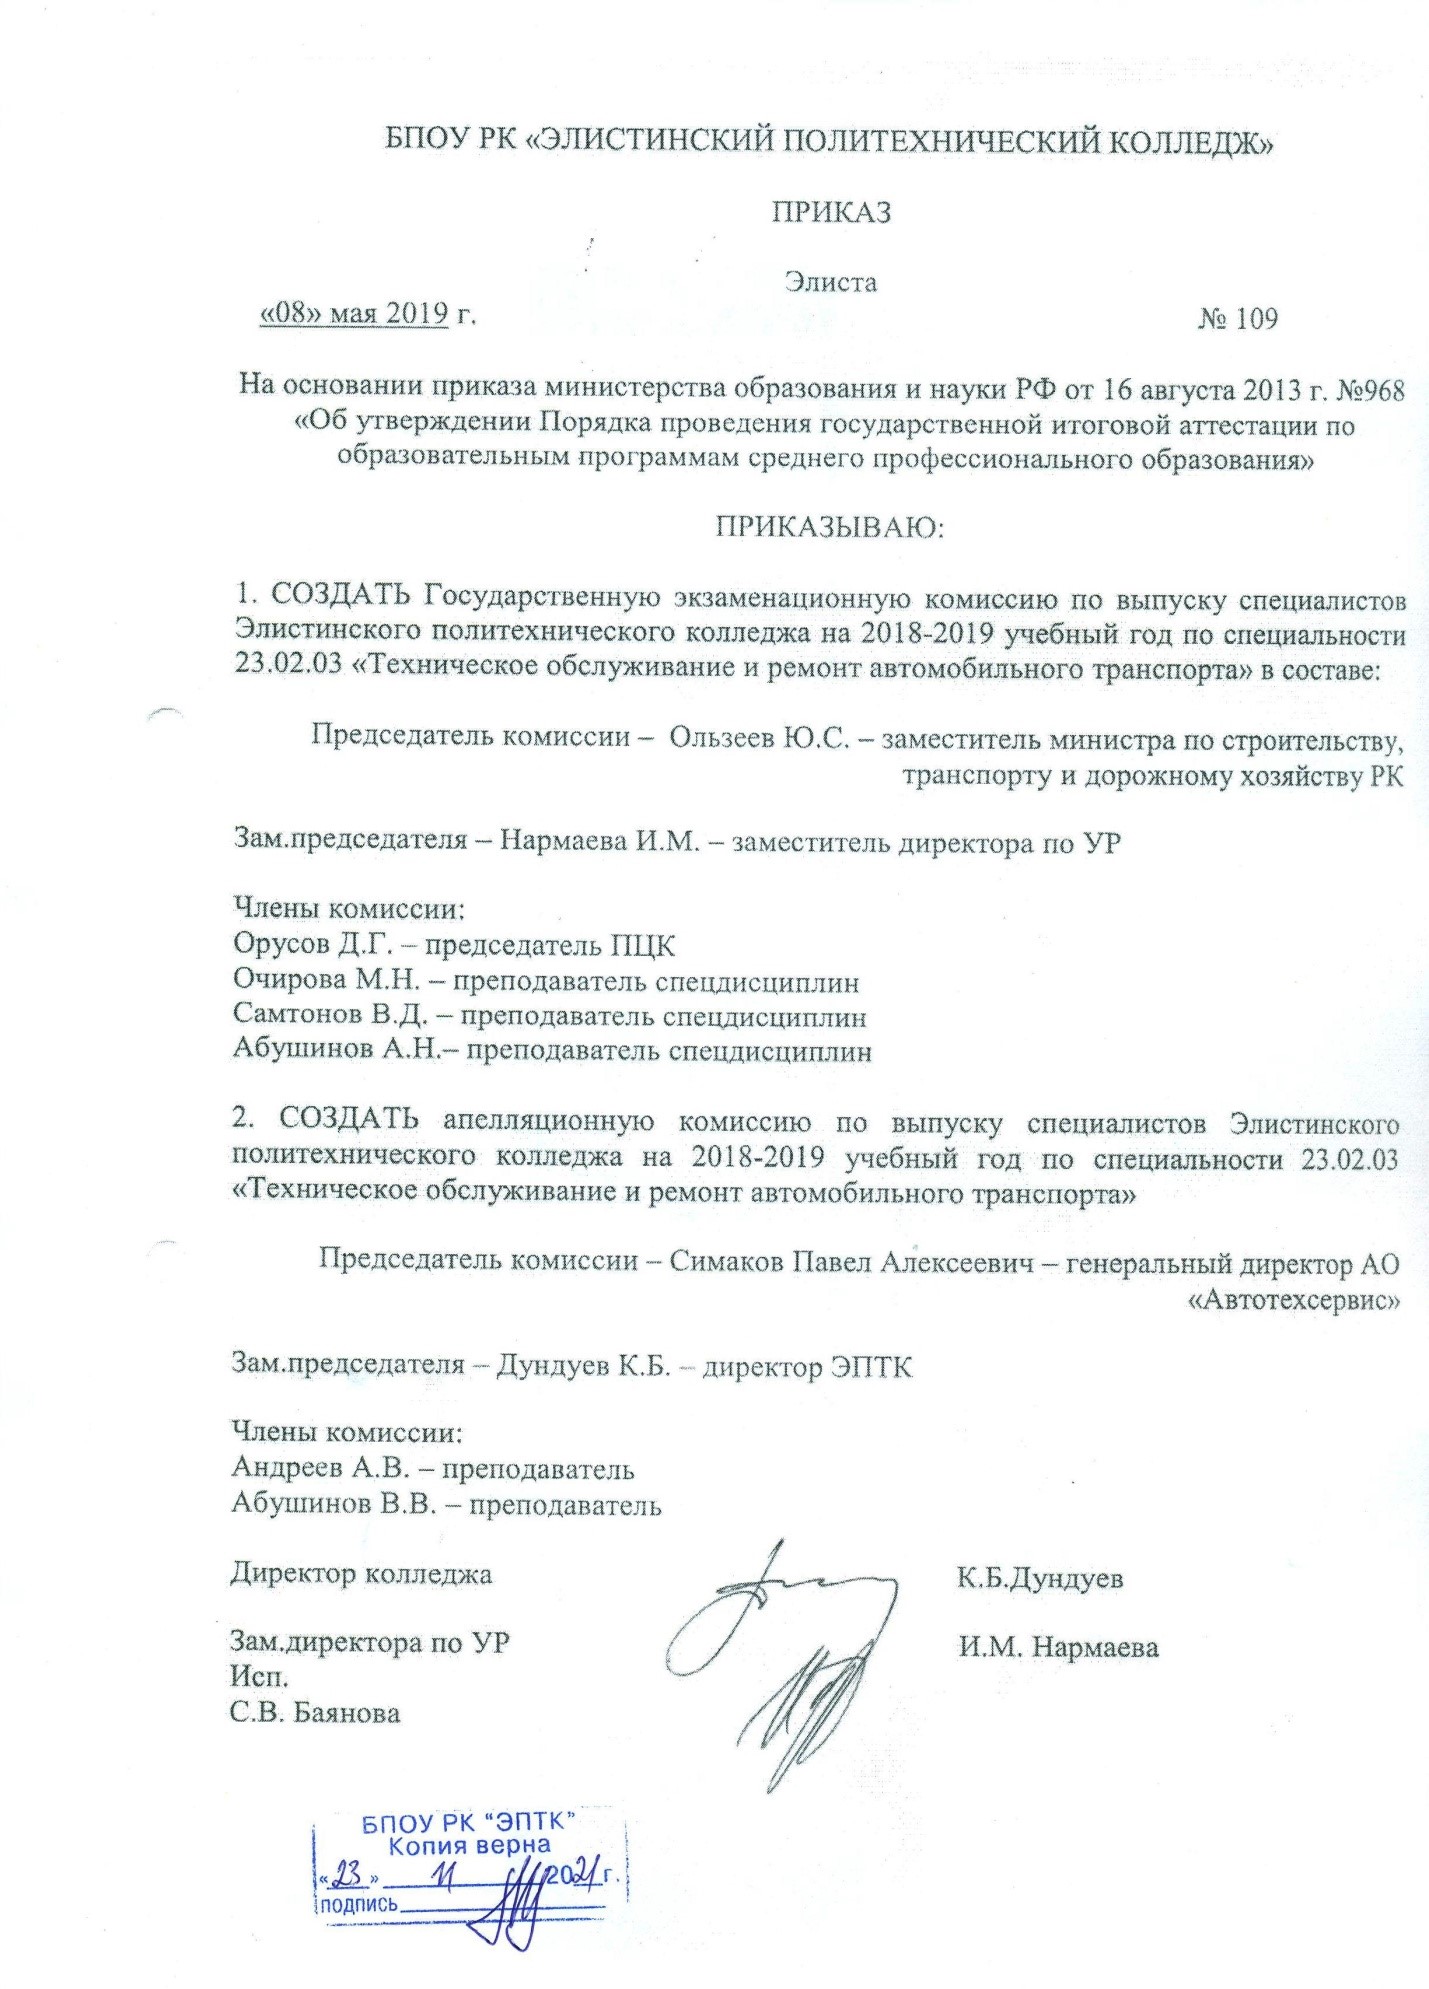 БПОУ РК «ЭЛИСТИНСКИЙ ПОЛИТЕХНИЧЕСКИЙ КОЛЛЕДЖ»
ПРИКАЗ
Элиста
«08» мая 2019 г. № 109
На основании приказа министерства образования и науки РФ от 16 августа 2013 г. №968
«Об утверждении Порядка проведения государственной итоговой аттестации по
образовательным программам среднего профессионального образования»
ПРИКАЗЫВАЮ:
1. СОЗДАТЬ Государственную экзаменационную комиссию по выпуску специалистов
Элистинского политехнического колледжа на 2018-2019 учебный год по специальности
23.02.03 «Техническое обслуживание и ремонт автомобильного транспорта» в составе:
Председатель комиссии – Ользеев Ю.С. – заместитель министра по строительству,
транспорту и дорожному хозяйству РК
Зам.председателя – Нармаева И.М. – заместитель директора по УР
Члены комиссии:
Орусов Д.Г. – председатель ПЦК
Очирова М.Н. – преподаватель спецдисциплин
Самтонов В.Д. – преподаватель спецдисциплин
Абушинов А.Н.– преподаватель спецдисциплин
2. СОЗДАТЬ апелляционную комиссию по выпуску специалистов Элистинского
политехнического колледжа на 2018-2019 учебный год по специальности 23.02.03
«Техническое обслуживание и ремонт автомобильного транспорта»
Председатель комиссии – Симаков Павел Алексеевич – генеральный директор АО
«Автотехсервис»
Зам.председателя – Дундуев К.Б. – директор ЭПТК
Члены комиссии:
Андреев А.В. – преподаватель
Абушинов В.В. – преподаватель
Директор колледжа К.Б.Дундуев
Зам.директора по УР И.М. Нармаева
Исп.
С.В. Баянова
БПОУ РК "ЭПТК"
Копия верна
«23» 11 2021 г.
подпись